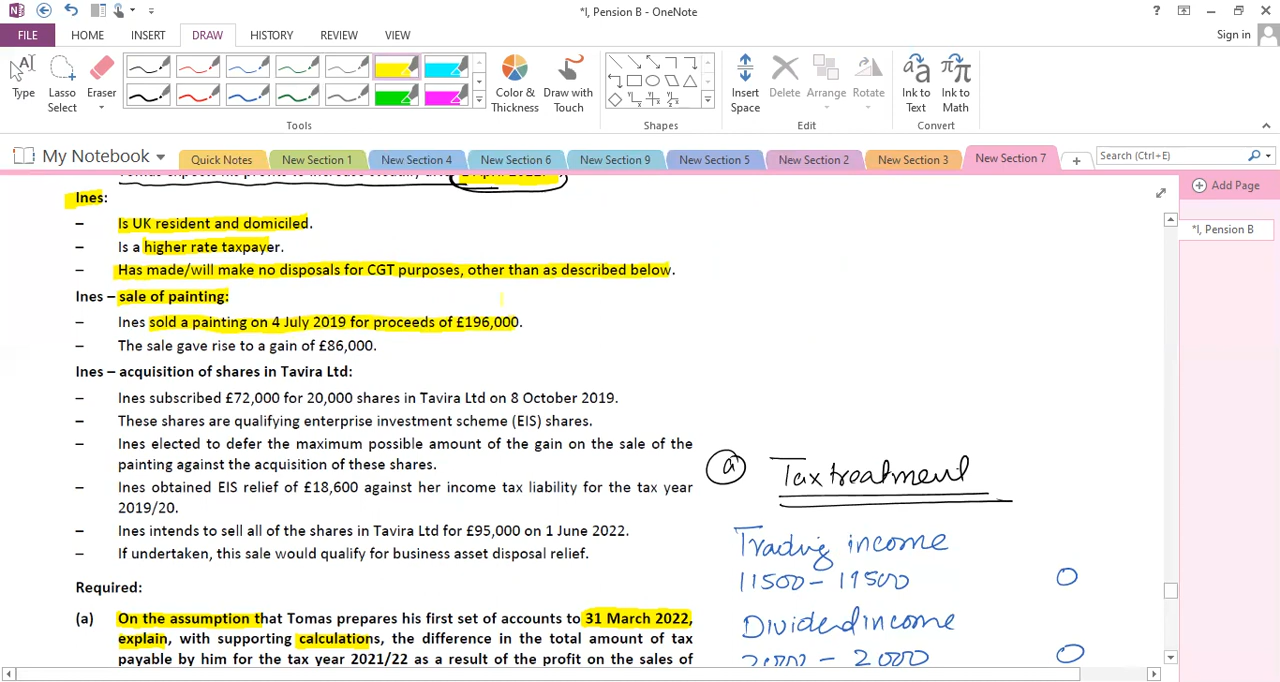 *I, Pension B - OneNote
?
Sign in
FILE HOME INSERT DRAW HISTORY REVIEW VIEW
Type
Lasso Select
Eraser
Color & Thickness
Draw with Touch
Insert Space
Delete
Arrange
Rotate
Ink to Text
Ink to Math
Tools
Shapes
Edit
Convert
My Notebook
Quick Notes
New Section 1
New Section 4
New Section 6
New Section 9
New Section 5
New Section 2
New Section 3
New Section 7
+
Search (Ctrl+E)
Add Page
*I, Pension B
Ines:
– Is UK resident and domiciled.
– Is a higher rate taxpayer.
– Has made/will make no disposals for CGT purposes, other than as described below.
Ines – sale of painting:
– Ines sold a painting on 4 July 2019 for proceeds of £196,000.
– The sale gave rise to a gain of £86,000.
Ines – acquisition of shares in Tavira Ltd:
– Ines subscribed £72,000 for 20,000 shares in Tavira Ltd on 8 October 2019.
– These shares are qualifying enterprise investment scheme (EIS) shares.
– Ines elected to defer the maximum possible amount of the gain on the sale of the
painting against the acquisition of these shares.
– Ines obtained EIS relief of £18,600 against her income tax liability for the tax year
2019/20.
– Ines intends to sell all of the shares in Tavira Ltd for £95,000 on 1 June 2022.
– If undertaken, this sale would qualify for business asset disposal relief.
Required:
(a) On the assumption that Tomas prepares his first set of accounts to 31 March 2022,
explain, with supporting calculations, the difference in the total amount of tax
payable by him for the tax year 2021/22 as a result of the profit on the sales of
a Tax treatment
Trading income
11500 – 11500 0
Dividend income
2000 – 2000 0